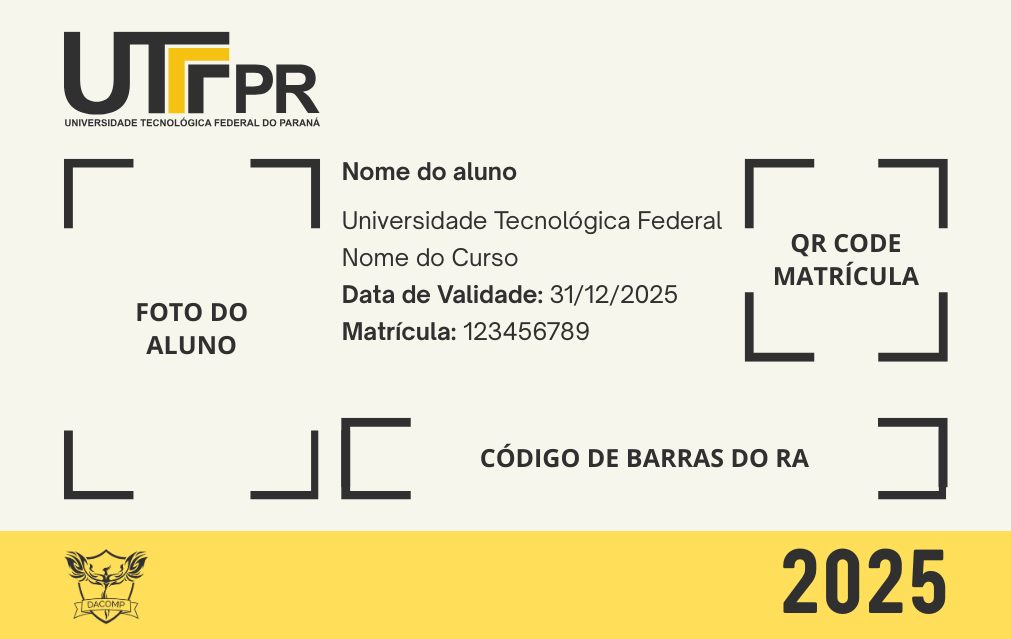 UTFPR
UNIVERSIDADE TECNOLÓGICA FEDERAL DO PARANÁ
FOTO DO
ALUNO
Nome do aluno
Universidade Tecnológica Federal
Nome do Curso
Data de Validade: 31/12/2025
Matrícula: 123456789
QR CODE
MATRÍCULA
CÓDIGO DE BARRAS DO RA
DACOMP
2025